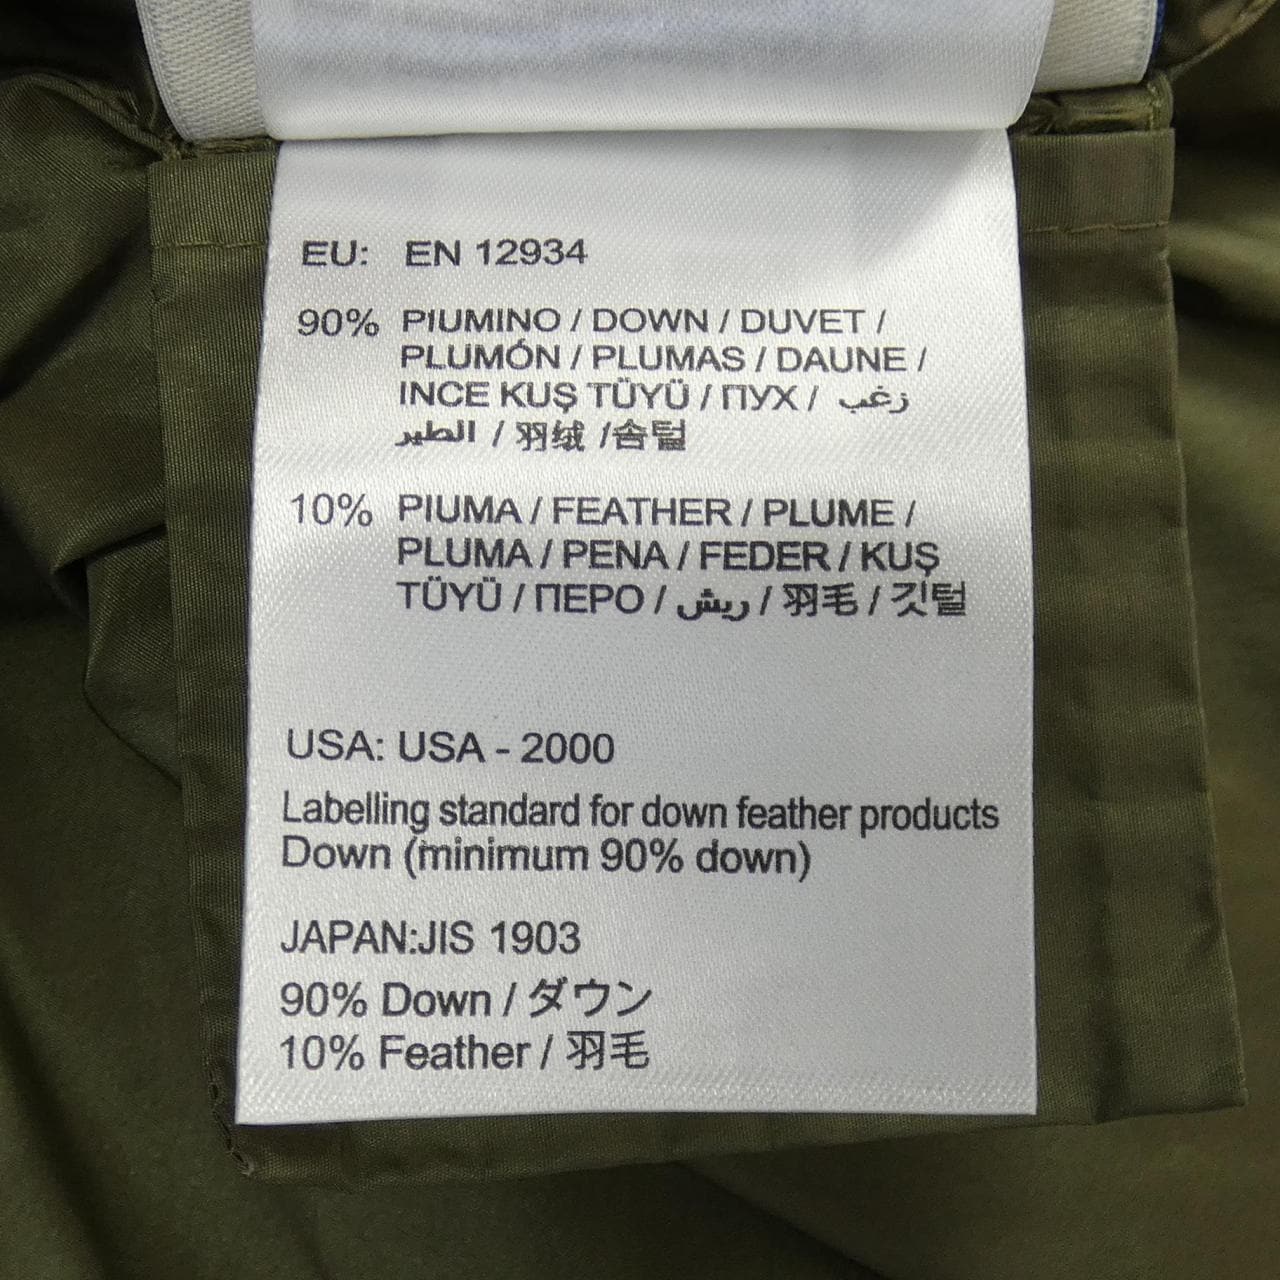 EU: EN 12934
90% PIUMINO / DOWN / DUVET /
PLUMÓN / PLUMAS / DAUNE /
INCE KUŞ TÜYÜ / ПУХ / زغب
الطير / 羽绒 /솜털
10% PIUMA / FEATHER / PLUME /
PLUMA / PENA / FEDER / KUŞ
TÜYÜ / ПЕРО / ريش / 羽毛 / 깃털
USA: USA - 2000
Labelling standard for down feather products
Down (minimum 90% down)
JAPAN:JIS 1903
90% Down / ダウン
10% Feather / 羽毛